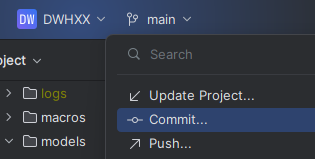 DW DWHXX main
oject
Search
logs
Update Project...
macros
Commit...
models
Push...